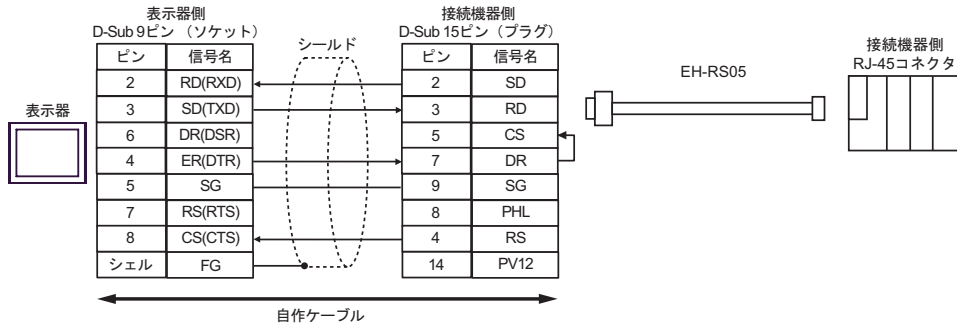 表示器側
D-Sub 9ピン （ソケット）
シールド
接続機器側
D-Sub 15ピン（プラグ）
接続機器側
RJ-45コネクタ
EH-RS05
表示器
ピン 信号名 ピン 信号名
2 RD(RXD) 2 SD
3 SD(TXD) 3 RD
6 DR(DSR) 5 CS
4 ER(DTR) 7 DR
5 SG 9 SG
7 RS(RTS) 8 PHL
8 CS(CTS) 4 RS
シェル FG 14 PV12
自作ケーブル